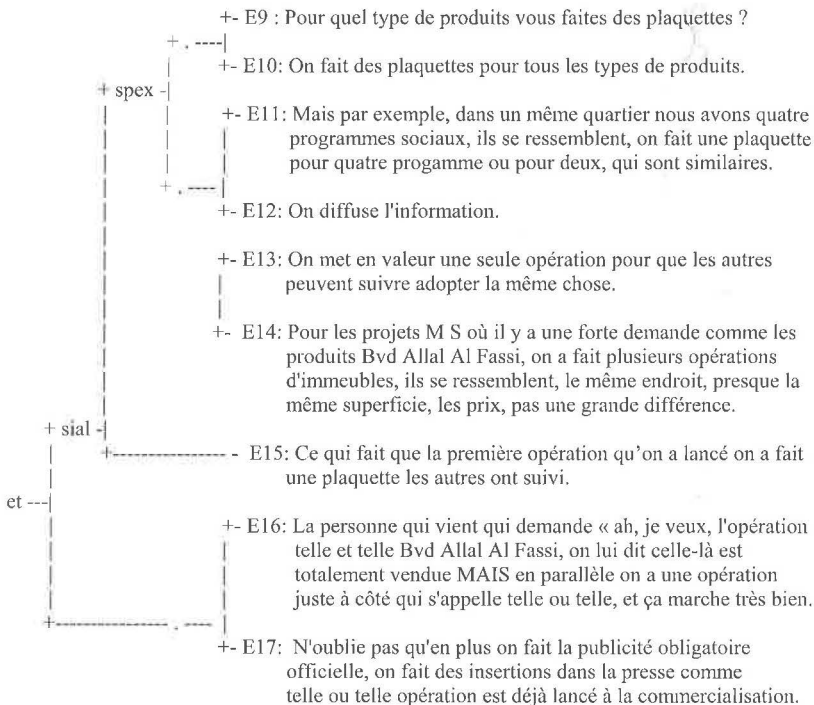 +- E9 : Pour quel type de produits vous faites des plaquettes ?
+ . ----|
+- E10: On fait des plaquettes pour tous les types de produits.
+ spex -|
+- E11: Mais par exemple, dans un même quartier nous avons quatre
programmes sociaux, ils se ressemblent, on fait une plaquette
pour quatre progamme ou pour deux, qui sont similaires.
+ . ---- |
+- E12: On diffuse l'information.
+- E13: On met en valeur une seule opération pour que les autres
peuvent suivre adopter la même chose.
+- E14: Pour les projets M S où il y a une forte demande comme les
produits Bvd Allal Al Fassi, on a fait plusieurs opérations
d'immeubles, ils se ressemblent, le même endroit, presque la
même superficie, les prix, pas une grande différence.
+ sial -|
+-------------- - E15: Ce qui fait que la première opération qu'on a lancé on a fait
une plaquette les autres ont suivi.
et ---|
+- E16: La personne qui vient qui demande « ah, je veux, l'opération
telle et telle Bvd Allal Al Fassi, on lui dit celle-là est
totalement vendue MAIS en parallèle on a une opération
juste à côté qui s'appelle telle ou telle, et ça marche très bien.
+-------------- . ---- |
+- E17: N'oublie pas qu'en plus on fait la publicité obligatoire
officielle, on fait des insertions dans la presse comme
telle ou telle opération est déjà lancé à la commercialisation.